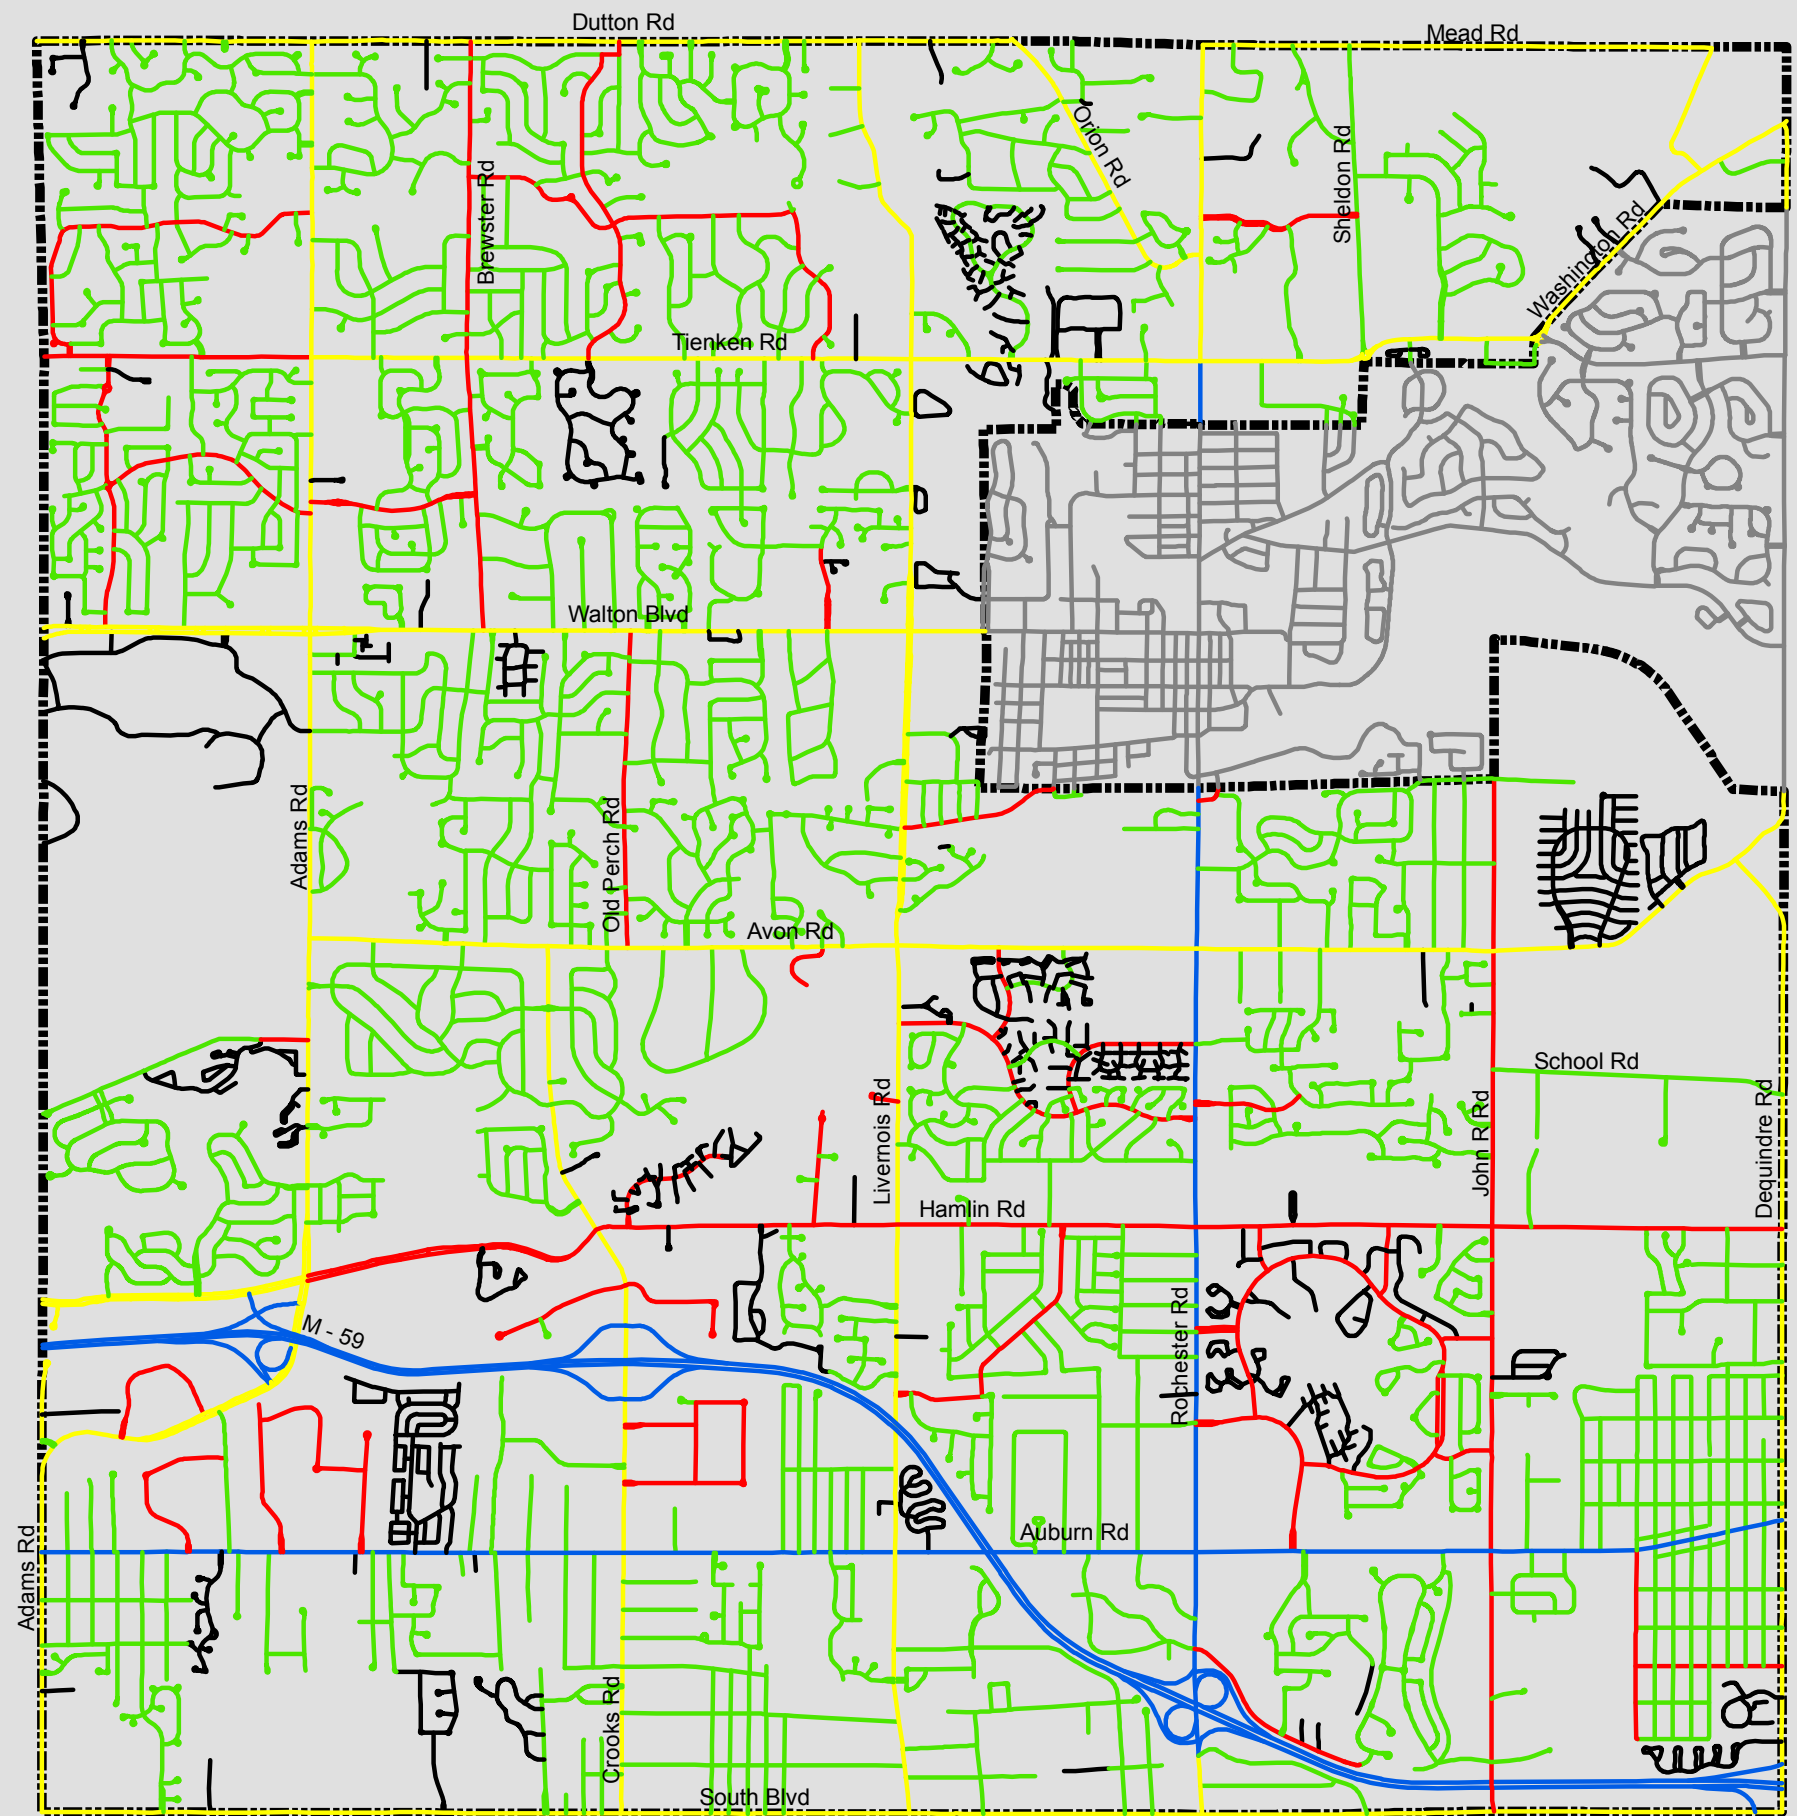 Dutton Rd
Mead Rd
Orion Rd
Sheldon Rd
Brewster Rd
Washington Rd
Tienken Rd
Walton Blvd
Adams Rd
Old Perch Rd
Avon Rd
School Rd
Livernois Rd
John R Rd
Dequindre Rd
Hamlin Rd
M - 59
Rochester Rd
Auburn Rd
Adams Rd
Crooks Rd
South Blvd